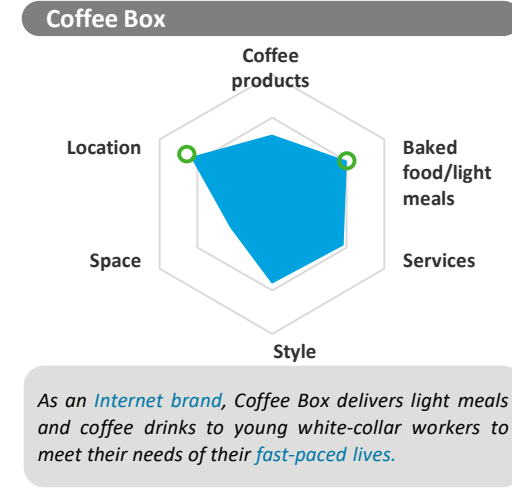 Coffee Box
Coffee
products
Location
Baked
food/light
meals
Space
Services
Style
As an Internet brand, Coffee Box delivers light meals
and coffee drinks to young white-collar workers to
meet their needs of their fast-paced lives.